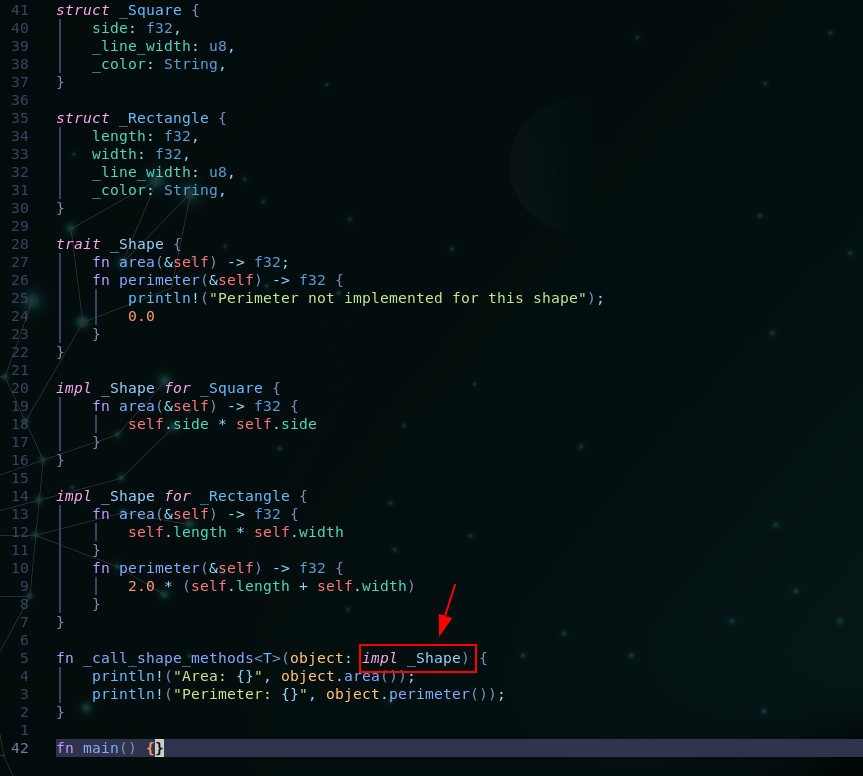 41 struct _Square {
40     side: f32,
39     _line_width: u8,
38     _color: String,
37 }
36
35 struct _Rectangle {
34     length: f32,
33     width: f32,
32     _line_width: u8,
31     _color: String,
30 }
29
28 trait _Shape {
27     fn area(&self) -> f32;
26     fn perimeter(&self) -> f32 {
25         println!("Perimeter not implemented for this shape");
24         0.0
23     }
22 }
21
20 impl _Shape for _Square {
19     fn area(&self) -> f32 {
18         self.side * self.side
17     }
16 }
15
14 impl _Shape for _Rectangle {
13     fn area(&self) -> f32 {
12         self.length * self.width
11     }
10     fn perimeter(&self) -> f32 {
9         2.0 * (self.length + self.width)
8     }
7 }
6
5 fn _call_shape_methods<T>(object: impl _Shape) {
4     println!("Area: {}", object.area());
3     println!("Perimeter: {}", object.perimeter());
2 }
1
42 fn main() {}